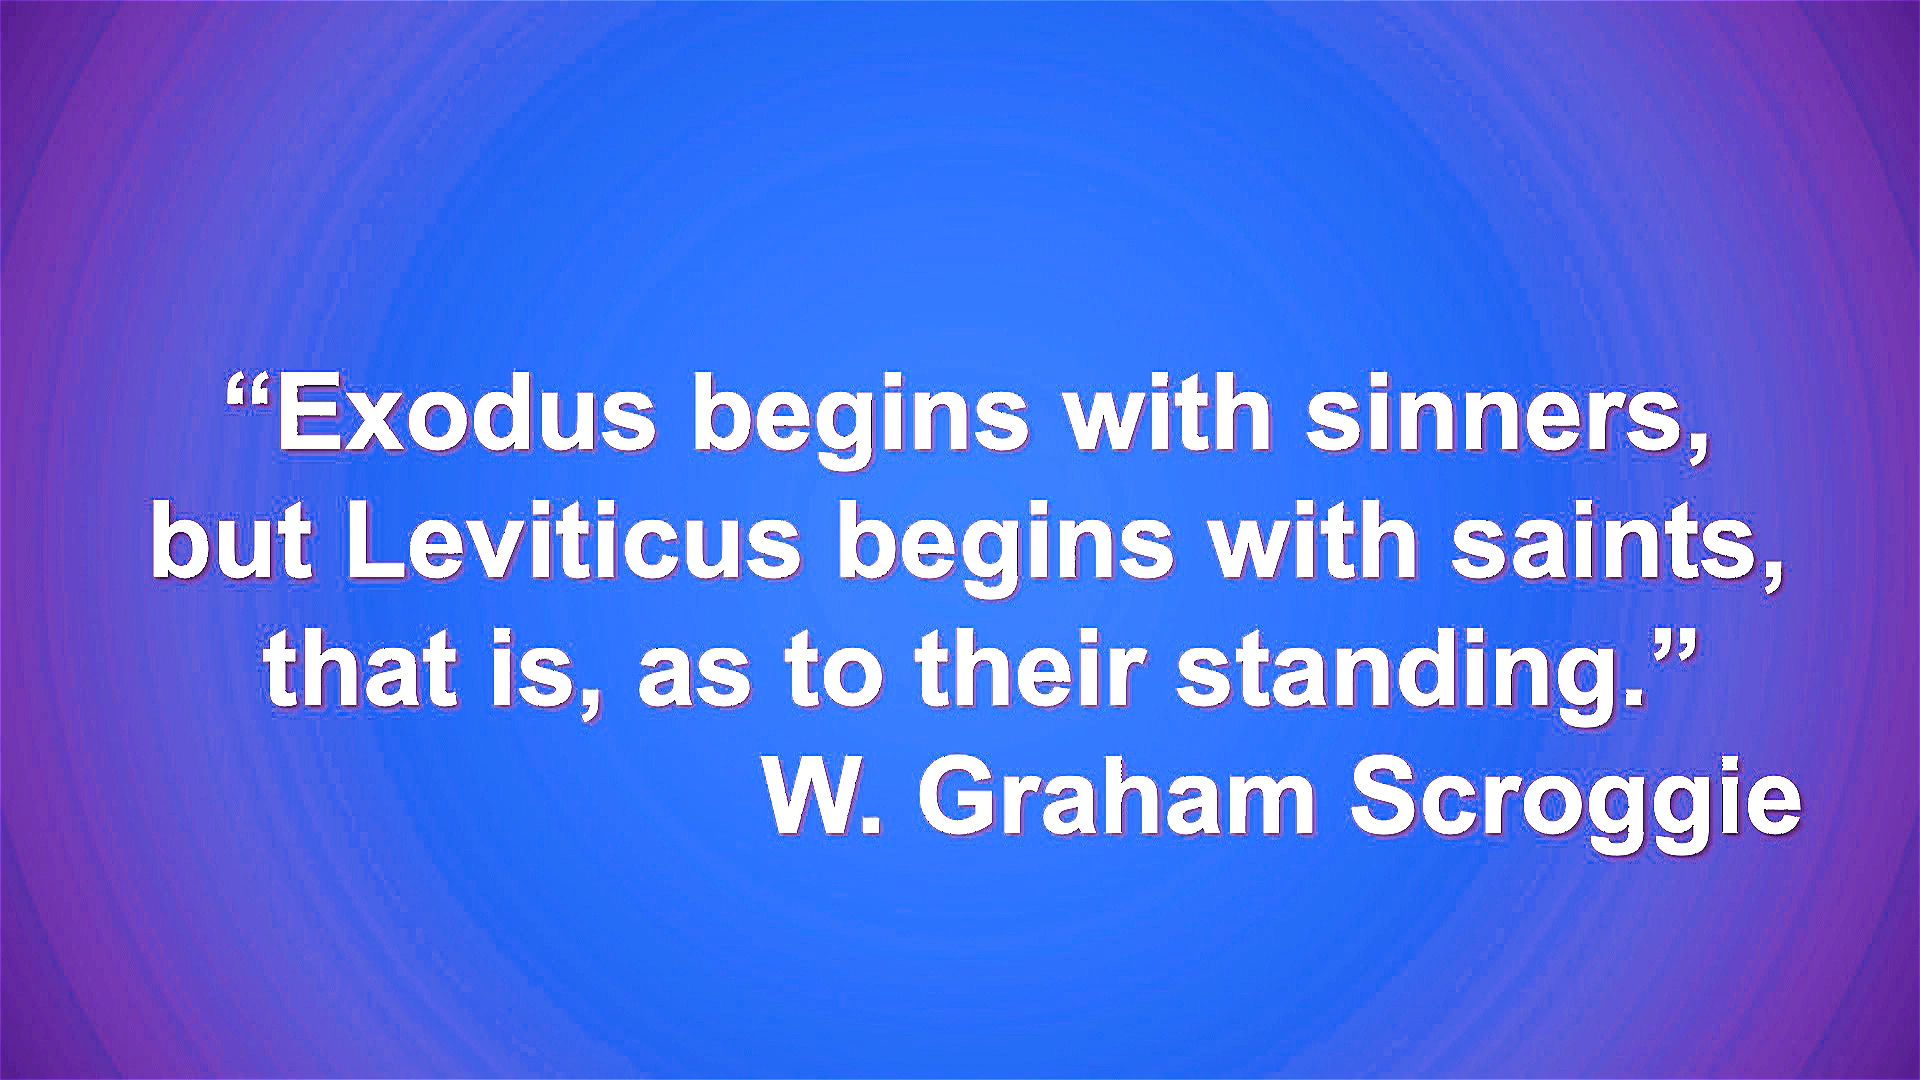 “Exodus begins with sinners,
but Leviticus begins with saints,
that is, as to their standing.”
W. Graham Scroggie